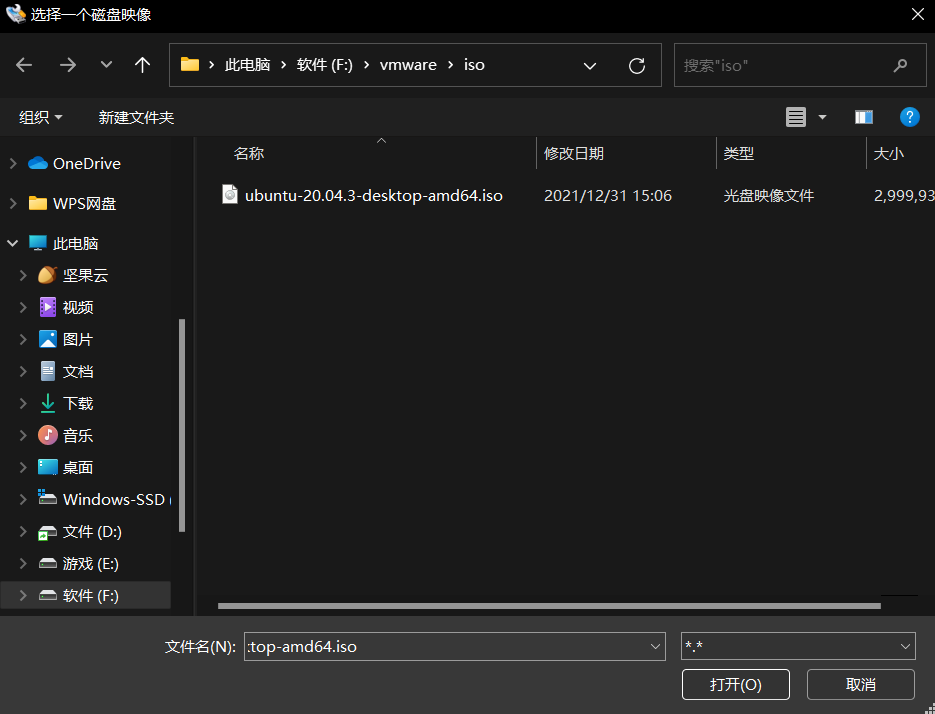 选择一个磁盘映像
此电脑 软件 (F:) vmware iso
搜索"iso"
组织 新建文件夹
名称 修改日期 类型 大小
ubuntu-20.04.3-desktop-amd64.iso 2021/12/31 15:06 光盘映像文件 2,999,93
OneDrive
WPS网盘
此电脑
坚果云
视频
图片
文档
下载
音乐
桌面
Windows-SSD (
文件 (D:)
游戏 (E:)
软件 (F:)
文件名(N): :top-amd64.iso *.*
打开(O) 取消